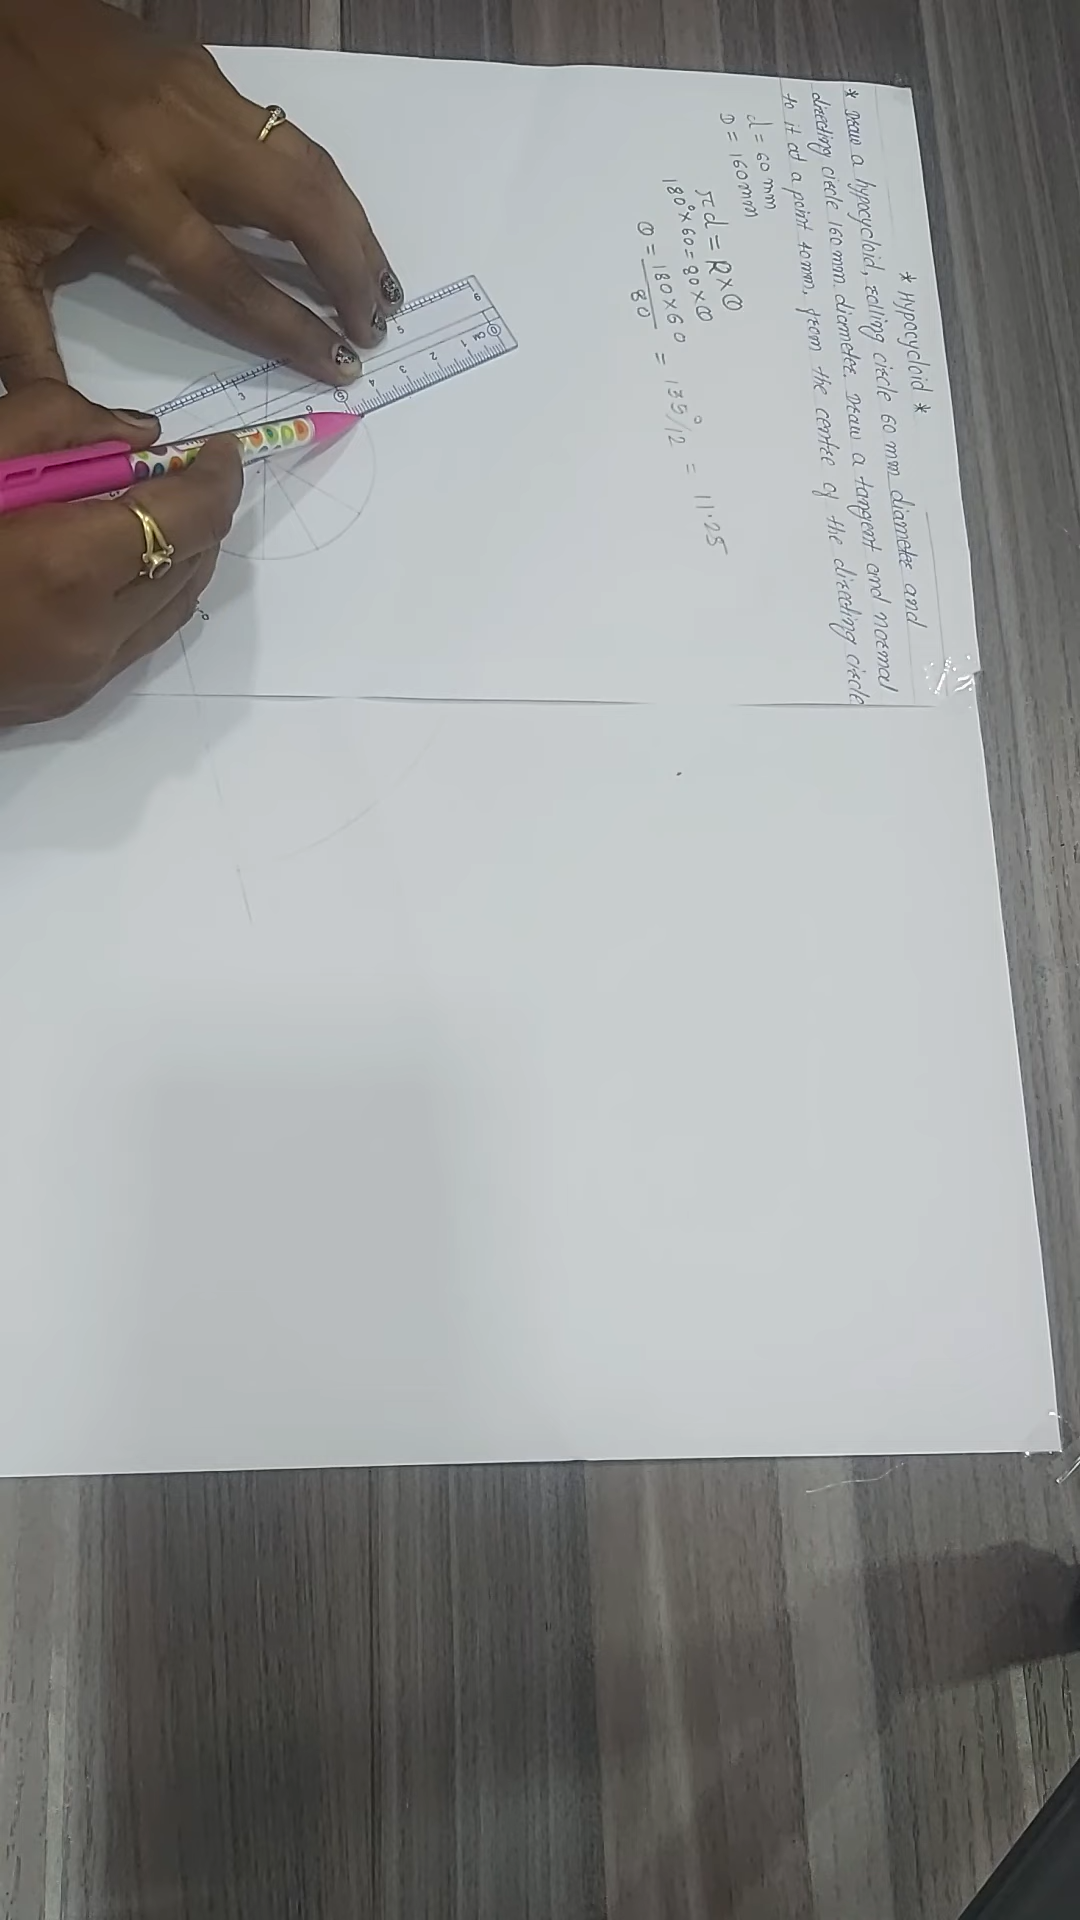 * Hypocycloid *
* Draw a hypocycloid, rolling circle 60 mm diameter and
directing circle 160 mm diameter. Draw a tangent and normal
to it at a point 40mm, from the centre of the directing circle
d = 60 mm
D = 160mm
πd = R×θ
180°×60=80×θ
θ = 180×60 / 80 = 135°/12 = 11.25